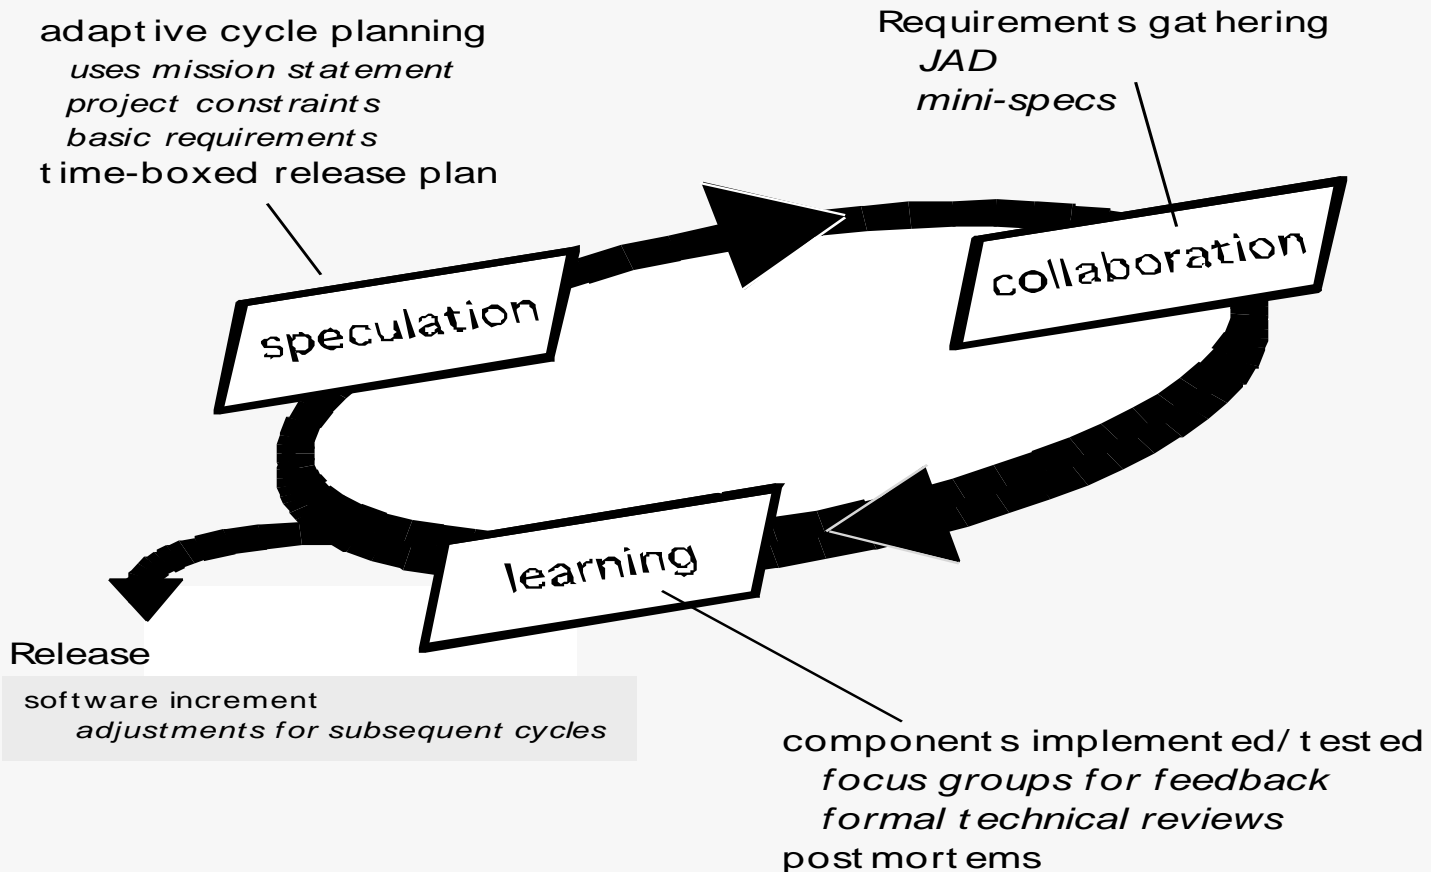 adaptive cycle planning
uses mission statement
project constraints
basic requirements
time-boxed release plan
Requirements gathering
JAD
mini-specs
speculation
collaboration
learning
Release
software increment
adjustments for subsequent cycles
components implemented/ tested
focus groups for feedback
formal technical reviews
postmortems